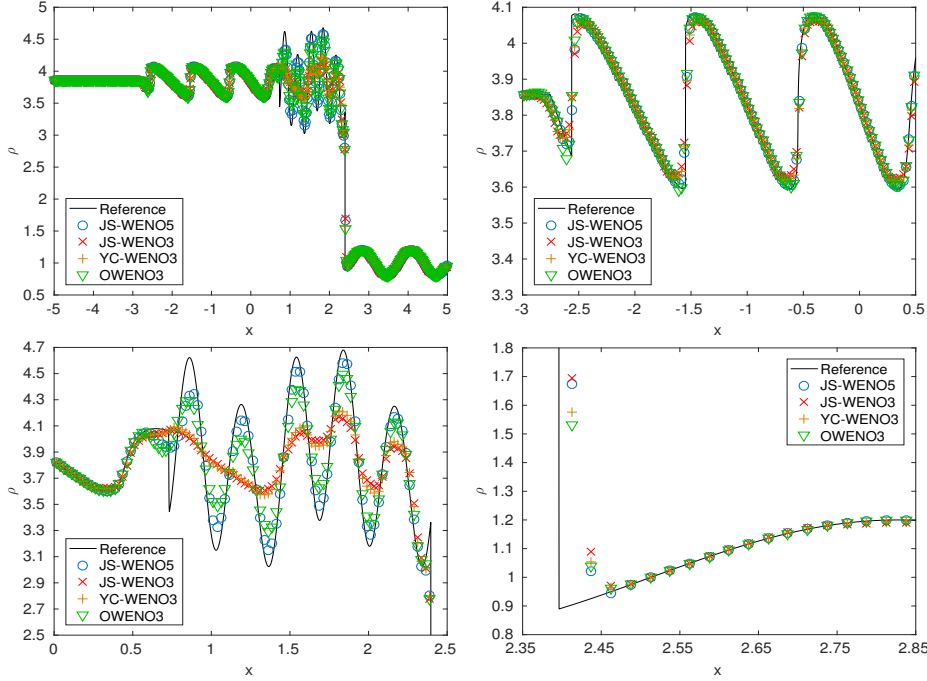 5
4.5
4
3.5
3
2.5
2
1.5
1
0.5
ρ
Reference
JS-WENO5
JS-WENO3
YC-WENO3
OWENO3
-5 -4 -3 -2 -1 0 1 2 3 4 5
x
4.1
4
3.9
3.8
3.7
3.6
3.5
3.4
3.3
ρ
Reference
JS-WENO5
JS-WENO3
YC-WENO3
OWENO3
-3 -2.5 -2 -1.5 -1 -0.5 0 0.5
x
4.7
4.5
4.3
4.1
3.9
3.7
3.5
3.3
3.1
2.9
2.7
2.5
ρ
Reference
JS-WENO5
JS-WENO3
YC-WENO3
OWENO3
0 0.5 1 1.5 2 2.5
x
1.8
1.7
1.6
1.5
1.4
1.3
1.2
1.1
1
0.9
0.8
ρ
Reference
JS-WENO5
JS-WENO3
YC-WENO3
OWENO3
2.35 2.45 2.55 2.65 2.75 2.85
x